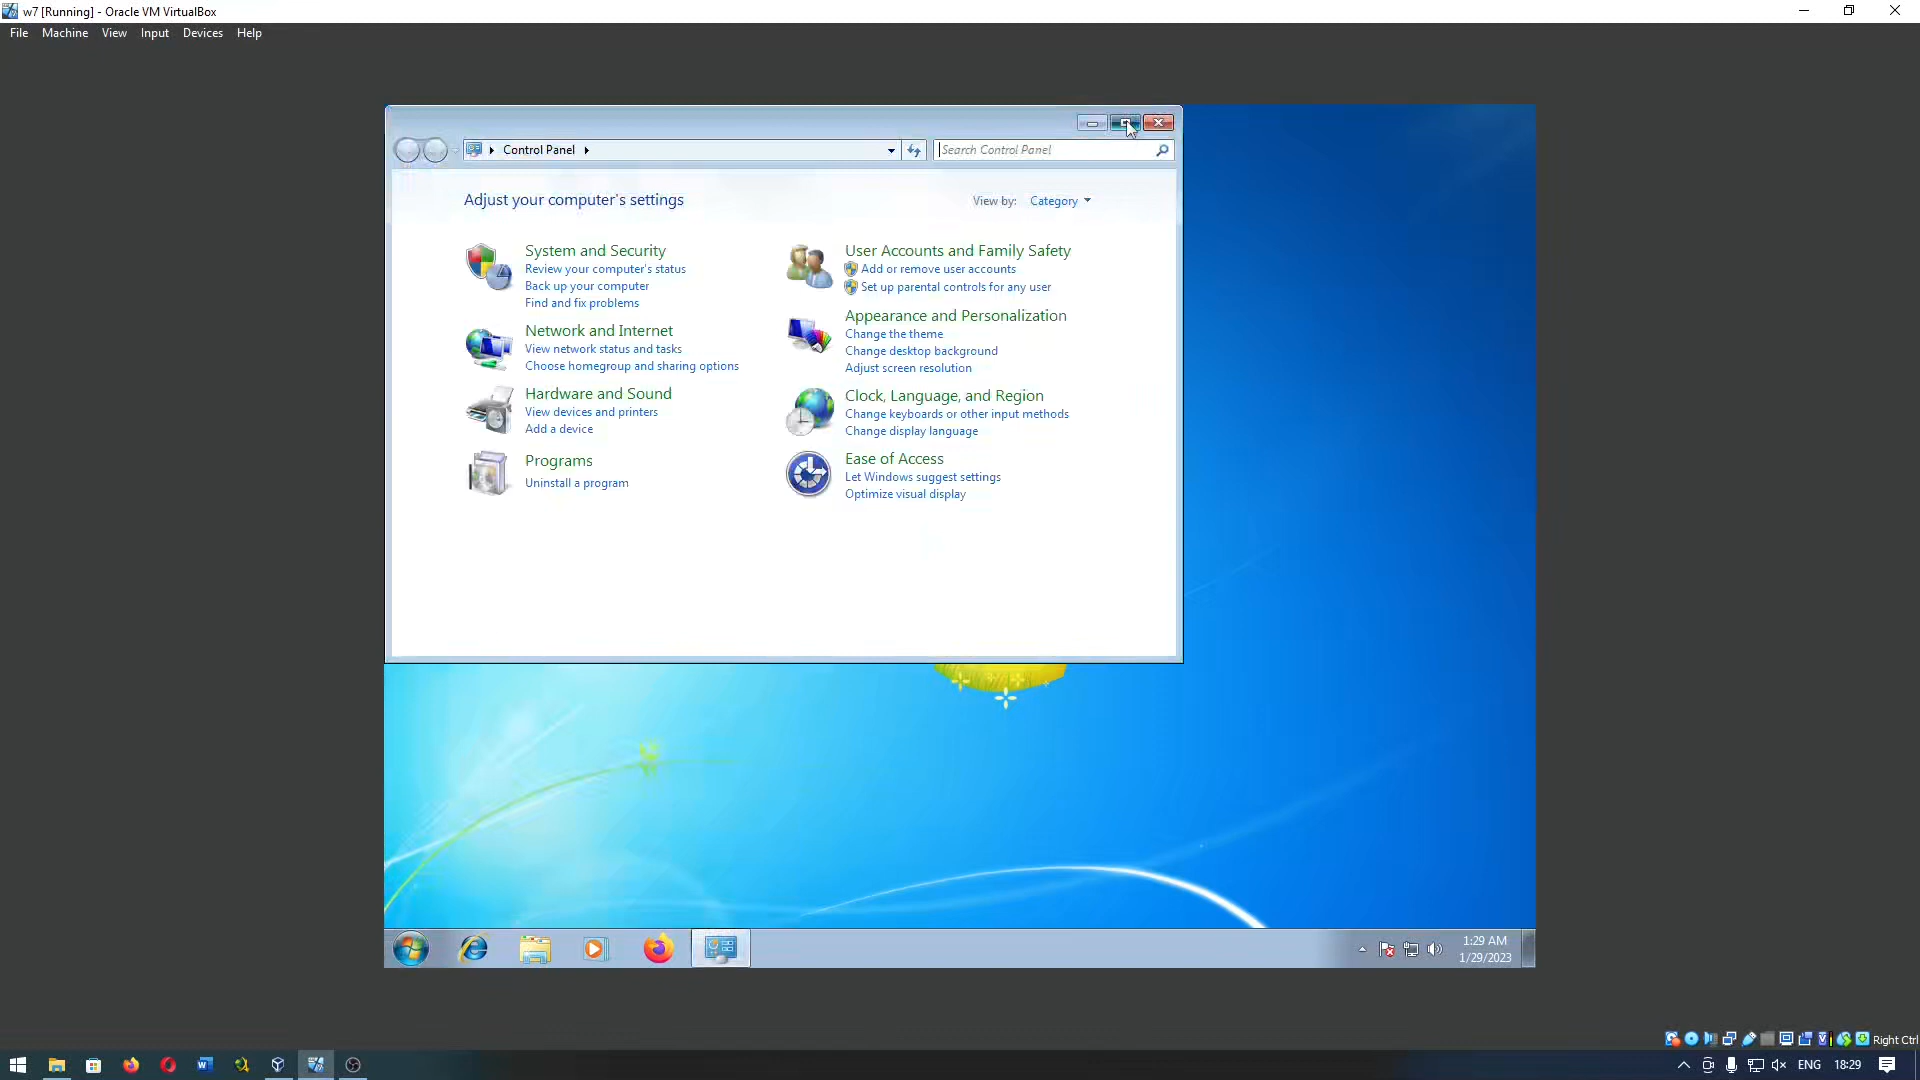 w7 [Running] - Oracle VM VirtualBox
File Machine View Input Devices Help
Control Panel
Search Control Panel
Adjust your computer's settings
View by: Category
System and Security
Review your computer's status
Back up your computer
Find and fix problems
Network and Internet
View network status and tasks
Choose homegroup and sharing options
Hardware and Sound
View devices and printers
Add a device
Programs
Uninstall a program
User Accounts and Family Safety
Add or remove user accounts
Set up parental controls for any user
Appearance and Personalization
Change the theme
Change desktop background
Adjust screen resolution
Clock, Language, and Region
Change keyboards or other input methods
Change display language
Ease of Access
Let Windows suggest settings
Optimize visual display
1:29 AM
1/29/2023
Right Ctrl
ENG 18:29